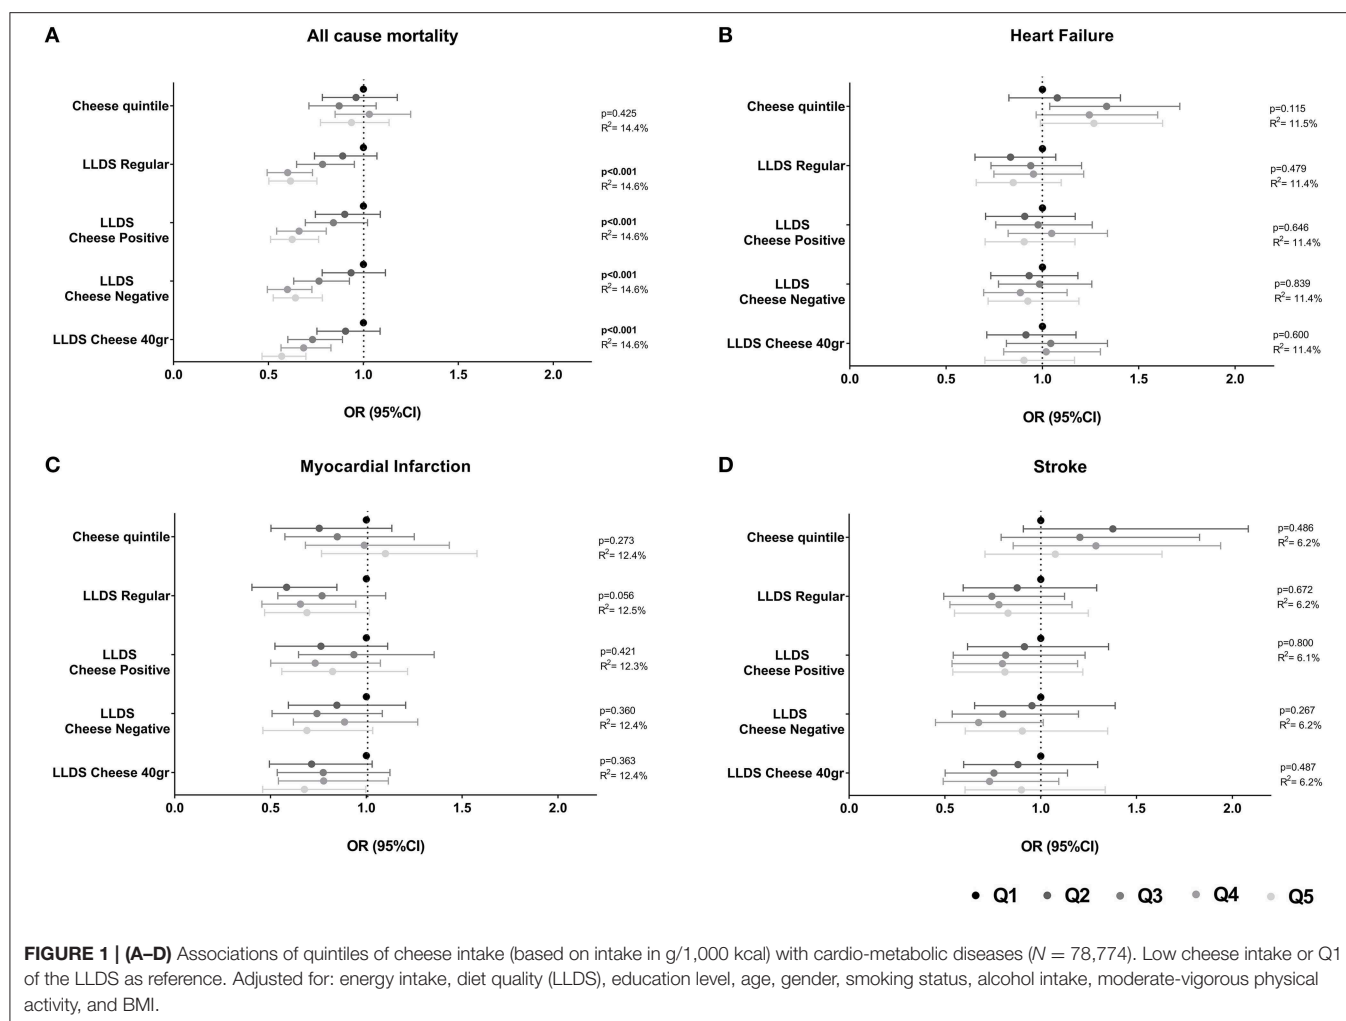 A
All cause mortality
Cheese quintile
p=0.425
R²= 14.4%
LLDS Regular
p<0.001
R²= 14.6%
LLDS
Cheese Positive
p<0.001
R²= 14.6%
LLDS
Cheese Negative
p<0.001
R²= 14.6%
LLDS Cheese 40gr
p<0.001
R²= 14.6%
0.0 0.5 1.0 1.5 2.0
OR (95%CI)
B
Heart Failure
Cheese quintile
p=0.115
R²= 11.5%
LLDS Regular
p=0.479
R²= 11.4%
LLDS
Cheese Positive
p=0.646
R²= 11.4%
LLDS
Cheese Negative
p=0.839
R²= 11.4%
LLDS Cheese 40gr
p=0.600
R²= 11.4%
0.0 0.5 1.0 1.5 2.0
OR (95%CI)
C
Myocardial Infarction
Cheese quintile
p=0.273
R²= 12.4%
LLDS Regular
p=0.056
R²= 12.5%
LLDS
Cheese Positive
p=0.421
R²= 12.3%
LLDS
Cheese Negative
p=0.360
R²= 12.4%
LLDS Cheese 40gr
p=0.363
R²= 12.4%
0.0 0.5 1.0 1.5 2.0
OR (95%CI)
D
Stroke
Cheese quintile
p=0.486
R²= 6.2%
LLDS Regular
p=0.672
R²= 6.2%
LLDS
Cheese Positive
p=0.800
R²= 6.1%
LLDS
Cheese Negative
p=0.267
R²= 6.2%
LLDS Cheese 40gr
p=0.487
R²= 6.2%
0.0 0.5 1.0 1.5 2.0
OR (95%CI)
Q1 Q2 Q3 Q4 Q5
FIGURE 1 | (A–D) Associations of quintiles of cheese intake (based on intake in g/1,000 kcal) with cardio-metabolic diseases (N = 78,774). Low cheese intake or Q1
of the LLDS as reference. Adjusted for: energy intake, diet quality (LLDS), education level, age, gender, smoking status, alcohol intake, moderate-vigorous physical
activity, and BMI.